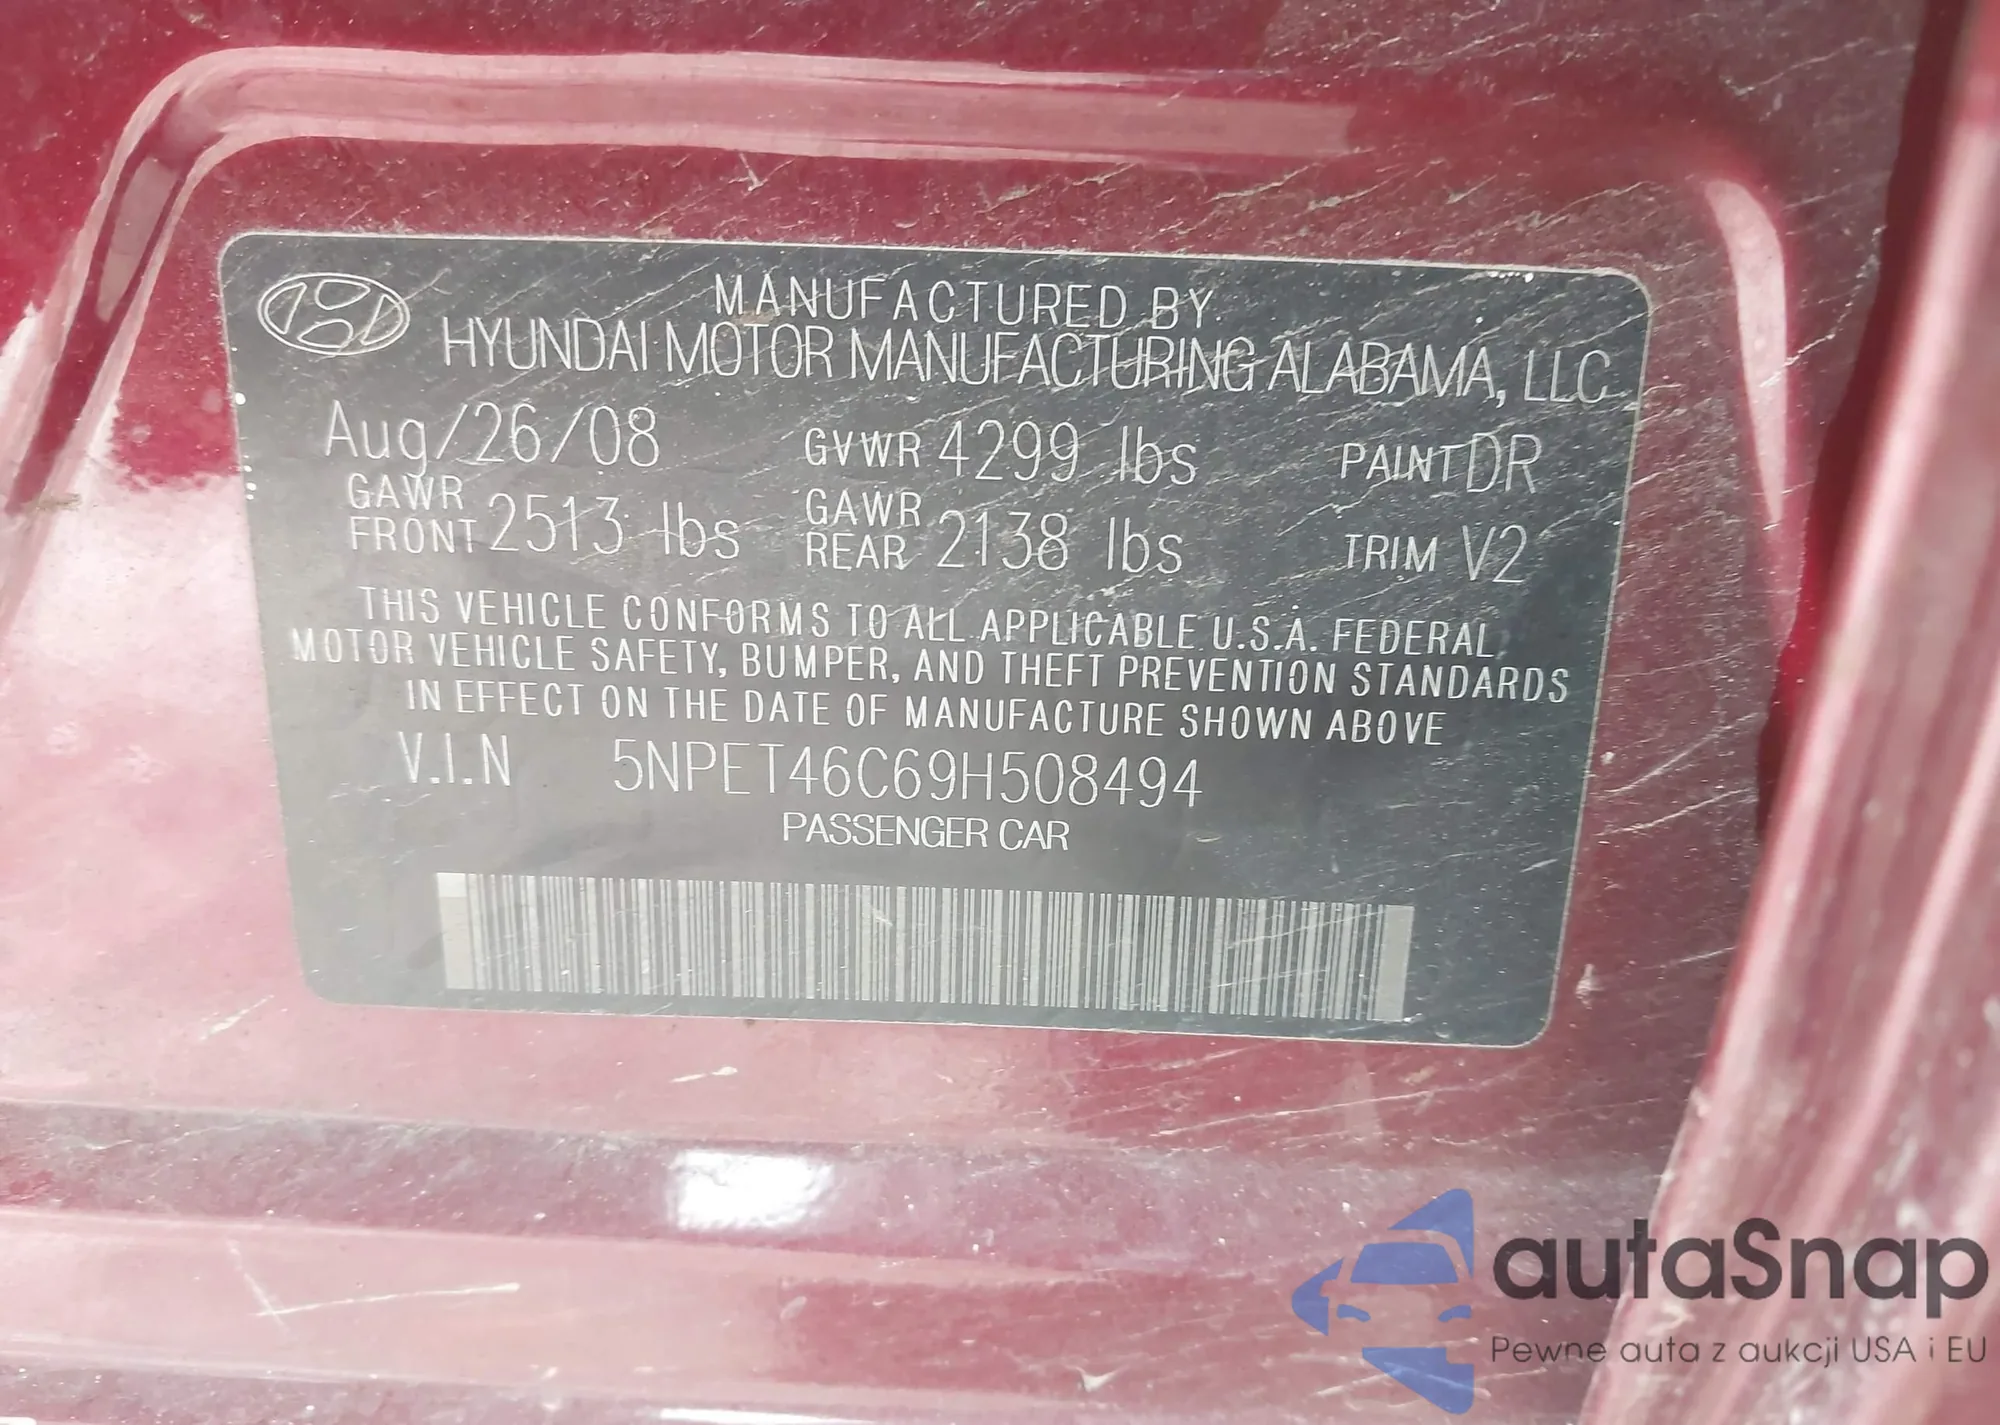 MANUFACTURED BY
HYUNDAI MOTOR MANUFACTURING ALABAMA, LLC
Aug/26/08 GVWR 4299 lbs PAINT DR
GAWR FRONT 2513 lbs GAWR REAR 2138 lbs TRIM V2
THIS VEHICLE CONFORMS TO ALL APPLICABLE U.S.A. FEDERAL
MOTOR VEHICLE SAFETY, BUMPER, AND THEFT PREVENTION STANDARDS
IN EFFECT ON THE DATE OF MANUFACTURE SHOWN ABOVE
V.I.N 5NPET46C69H508494
PASSENGER CAR
autaSnap
Pewne auta z aukcji USA i EU